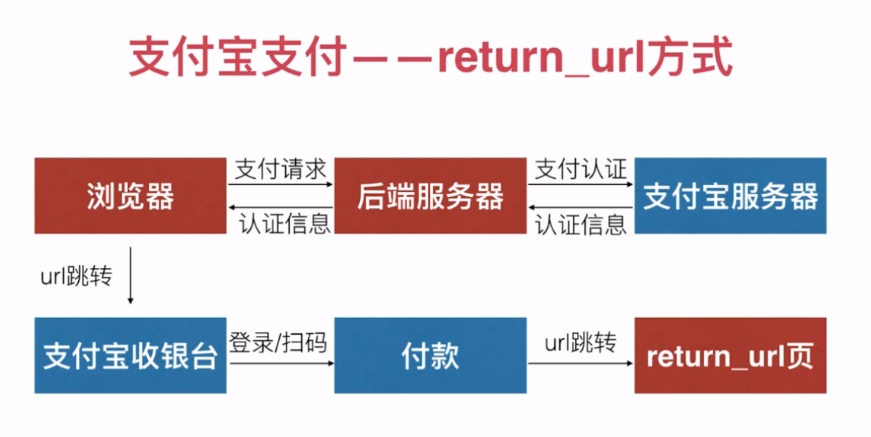 支付宝支付——return_url方式
支付请求
支付认证
浏览器
后端服务器
支付宝服务器
认证信息
认证信息
url跳转
登录/扫码
url跳转
支付宝收银台
付款
return_url页